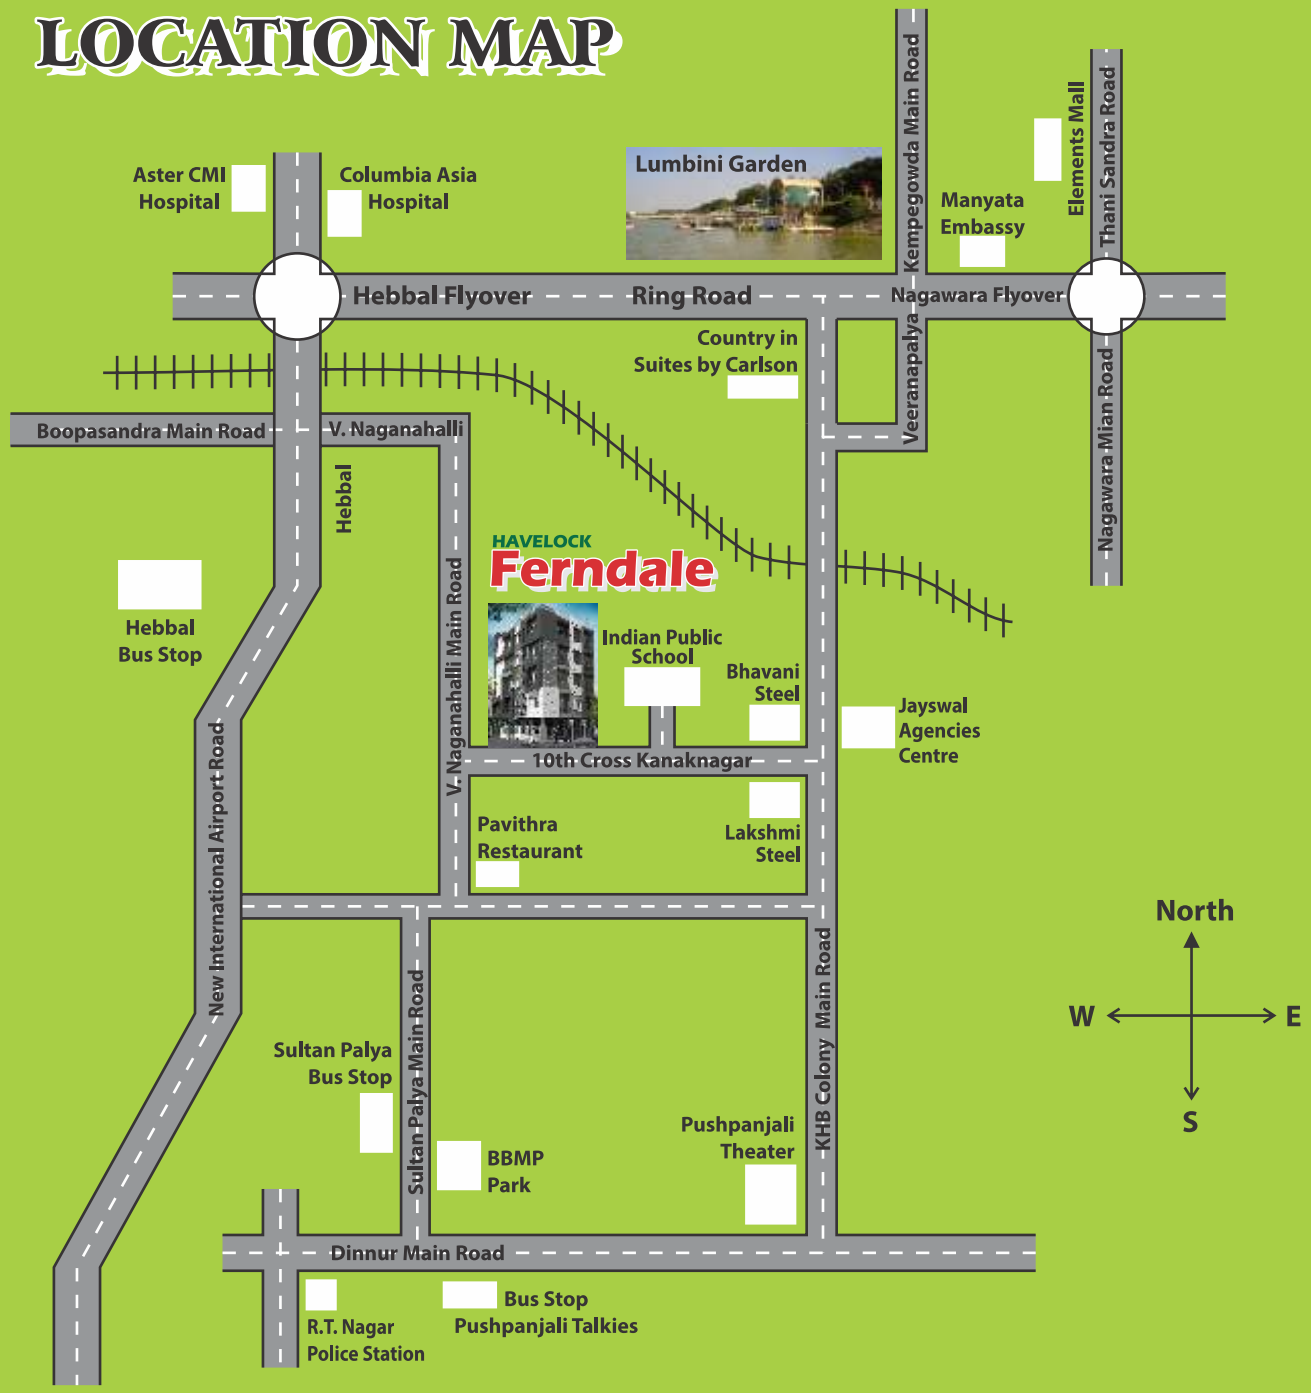 LOCATION MAP
Kempegowda Main Road
Thani Sandra Road
Elements Mall
Aster CMI
Hospital
Columbia Asia
Hospital
Lumbini Garden
Manyata
Embassy
Hebbal Flyover
Ring Road
Nagawara Flyover
Country in
Suites by Carlson
Veeranapalya
Nagawara Mian Road
Boopasandra Main Road
V. Naganahalli
Hebbal
HAVELOCK
Ferndale
Hebbal
Bus Stop
V. Naganahalli Main Road
Indian Public
School
Bhavani
Steel
Jayswal
Agencies
Centre
10th Cross Kanaknagar
New International Airport Road
Pavithra
Restaurant
Lakshmi
Steel
North
W
E
S
Sultan Palya
Bus Stop
Sultan Palya Main Road
KHB Colony Main Road
BBMP
Park
Pushpanjali
Theater
Dinnur Main Road
R.T. Nagar
Police Station
Bus Stop
Pushpanjali Talkies